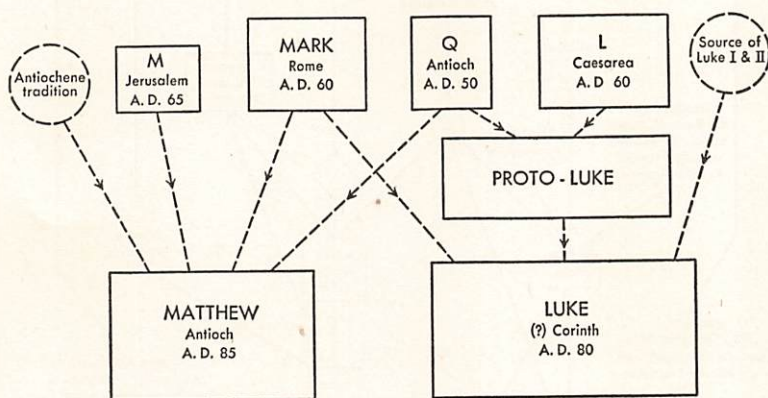 Antiochene
tradition
M
Jerusalem
A. D. 65
MARK
Rome
A. D. 60
Q
Antioch
A. D. 50
L
Caesarea
A. D 60
Source of
Luke I & II
PROTO - LUKE
MATTHEW
Antioch
A. D. 85
LUKE
(?) Corinth
A. D. 80